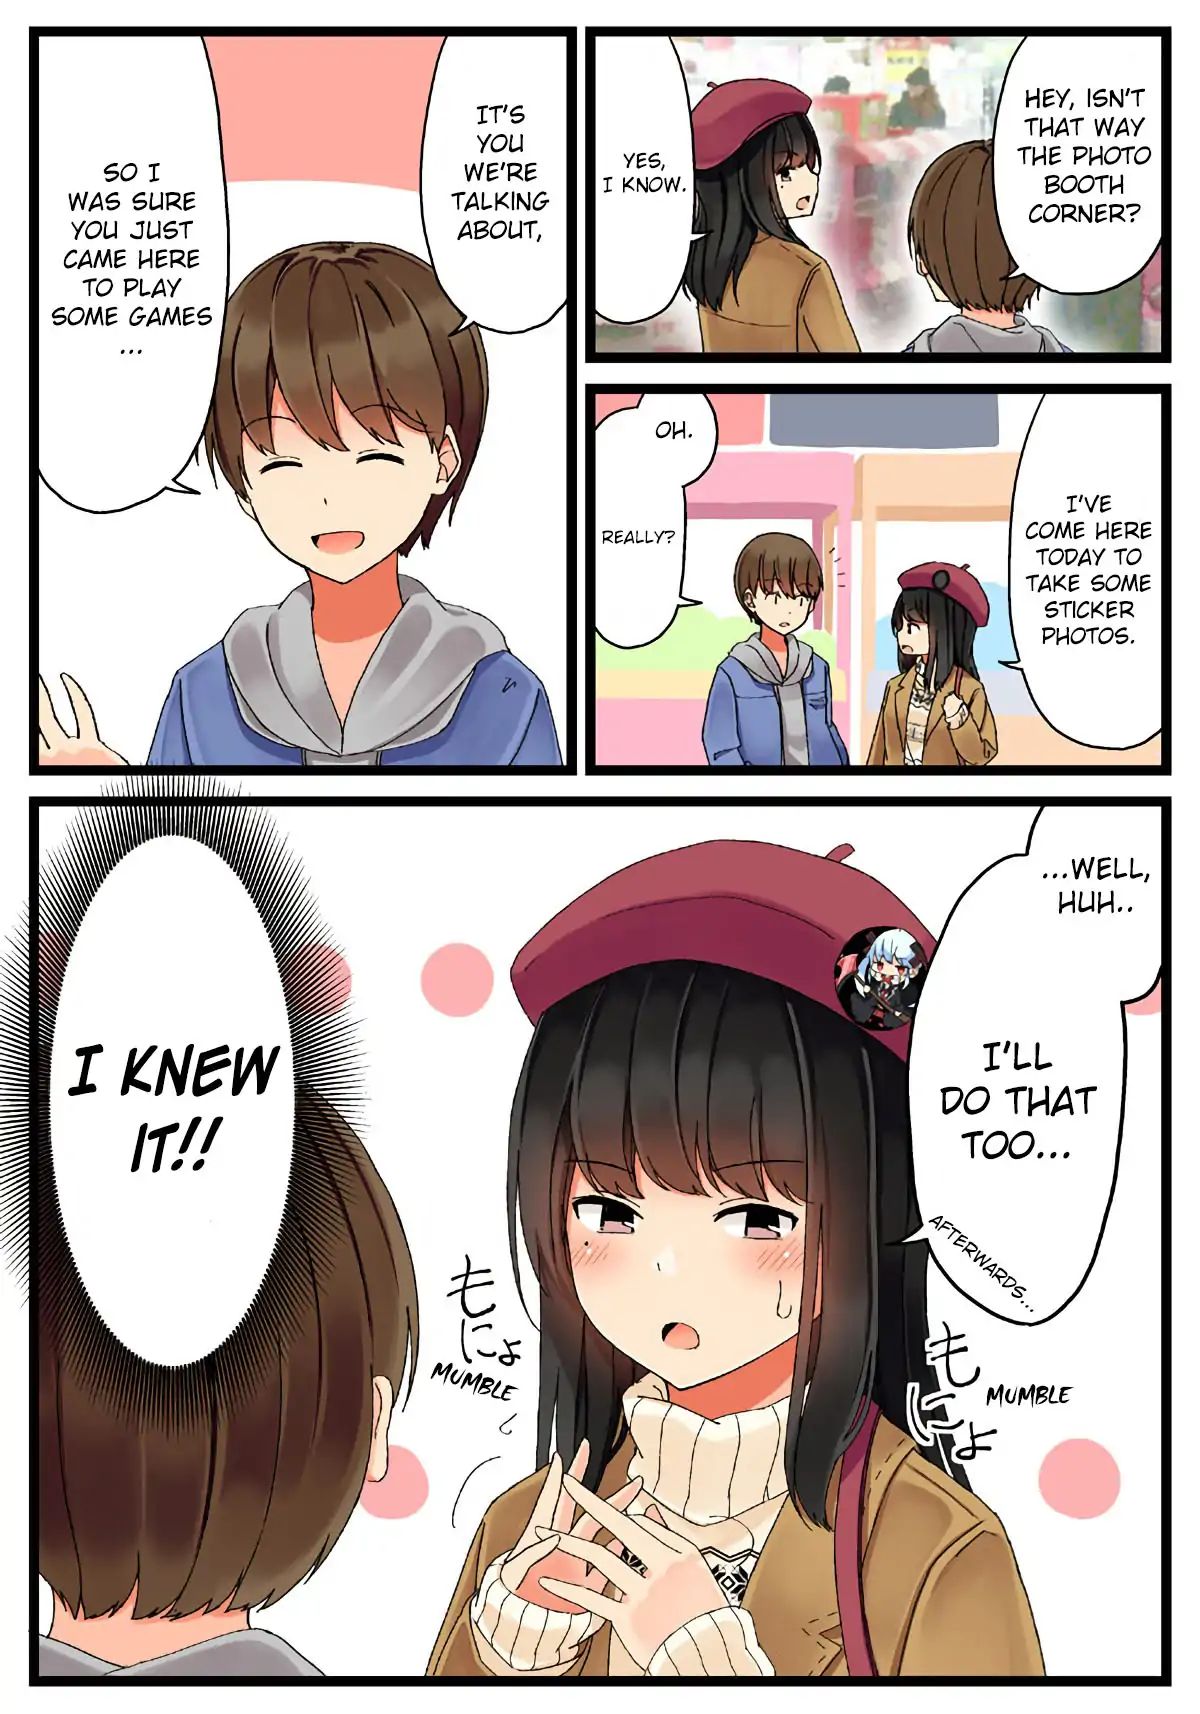 HEY, ISN'T
THAT WAY
THE PHOTO
BOOTH
CORNER?
YES,
I KNOW.
I'VE
COME HERE
TODAY TO
TAKE SOME
STICKER
PHOTOS.
OH.
REALLY?
IT'S
YOU
WE'RE
TALKING
ABOUT,
SO I
WAS SURE
YOU JUST
CAME HERE
TO PLAY
SOME GAMES
...
...WELL,
HUH..
I'LL
DO THAT
TOO...
AFTERWARDS...
もにょ
MUMBLE
もにょ
MUMBLE
I KNEW
IT!!